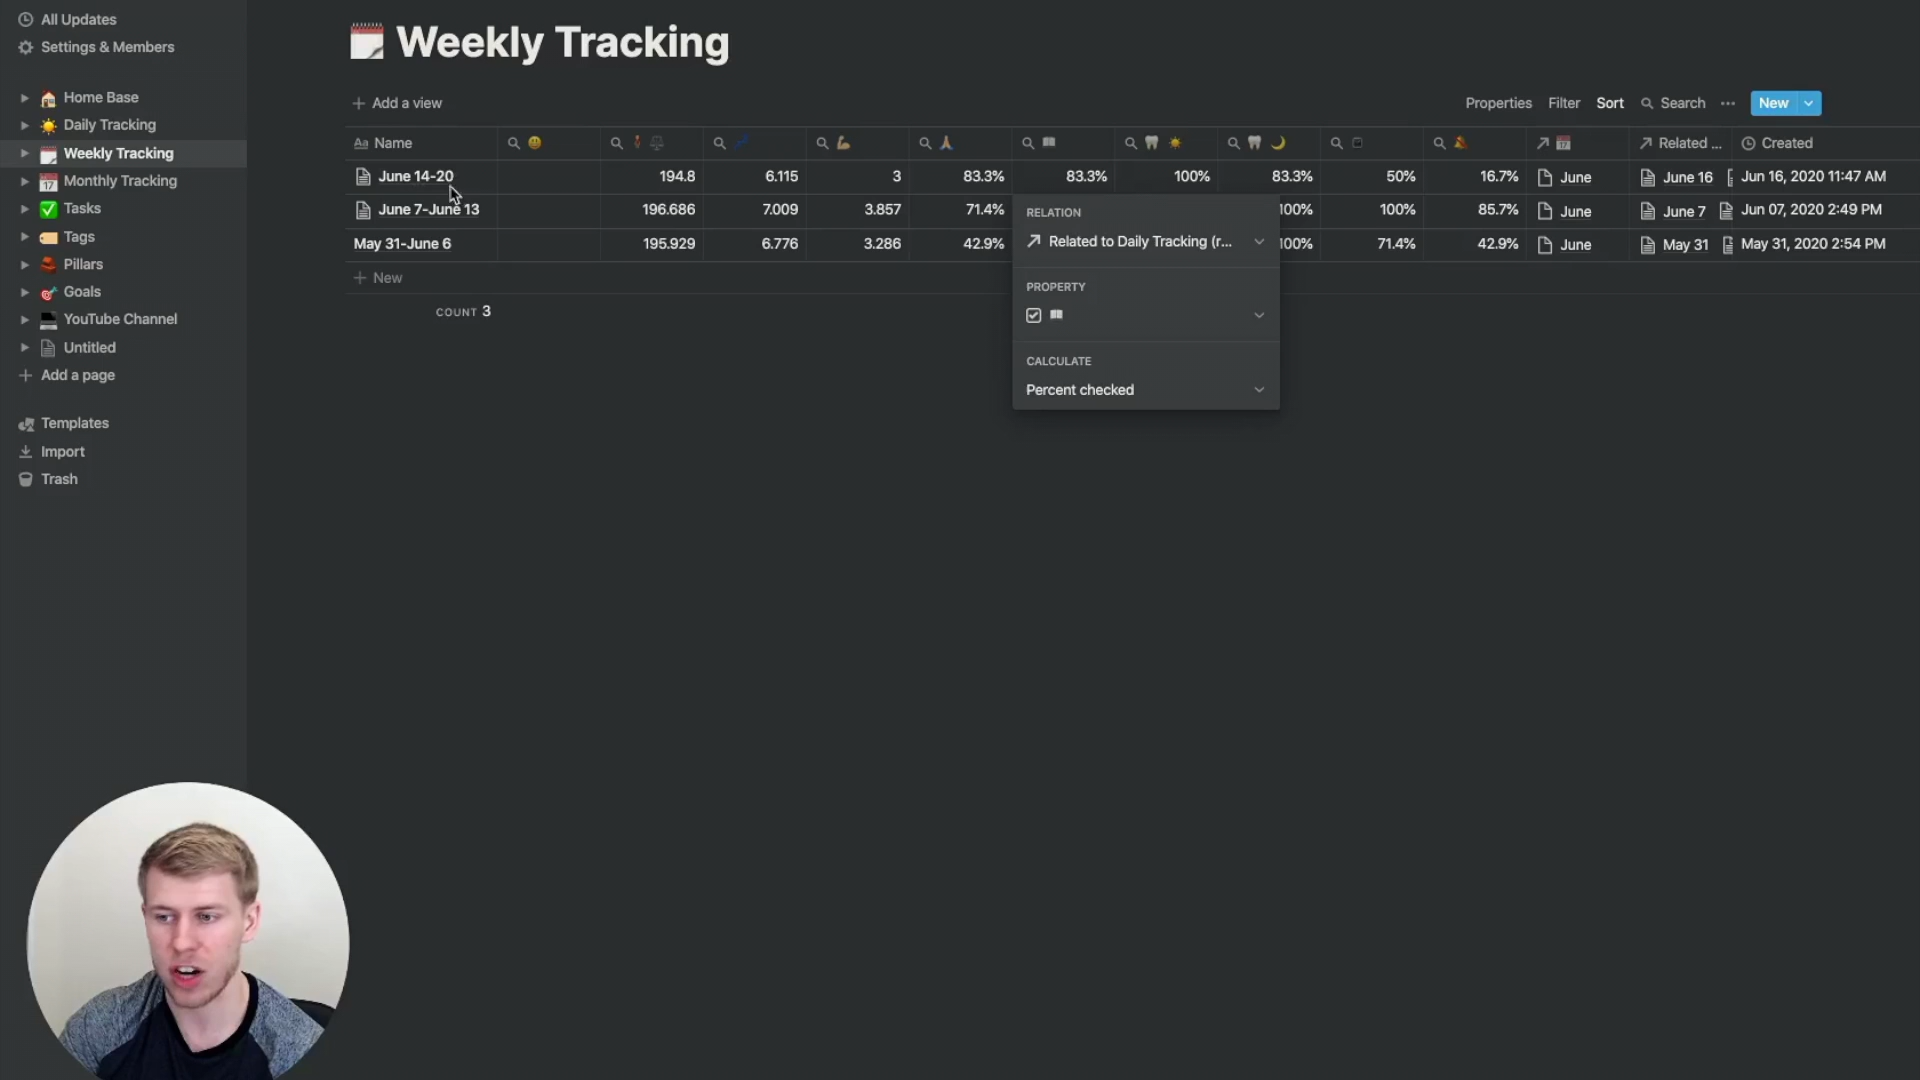 All Updates
Settings & Members
Home Base
Daily Tracking
Weekly Tracking
Monthly Tracking
Tasks
Tags
Pillars
Goals
YouTube Channel
Untitled
Add a page
Templates
Import
Trash
Weekly Tracking
Add a view
Properties Filter Sort Search ... New
Aa Name Related ... Created
June 14-20 194.8 6.115 3 83.3% 83.3% 100% 83.3% 50% 16.7% June June 16 Jun 16, 2020 11:47 AM
June 7-June 13 196.686 7.009 3.857 71.4% 100% 100% 85.7% June June 7 Jun 07, 2020 2:49 PM
May 31-June 6 195.929 6.776 3.286 42.9% 100% 71.4% 42.9% June May 31 May 31, 2020 2:54 PM
New
COUNT 3
RELATION
Related to Daily Tracking (r...
PROPERTY
CALCULATE
Percent checked